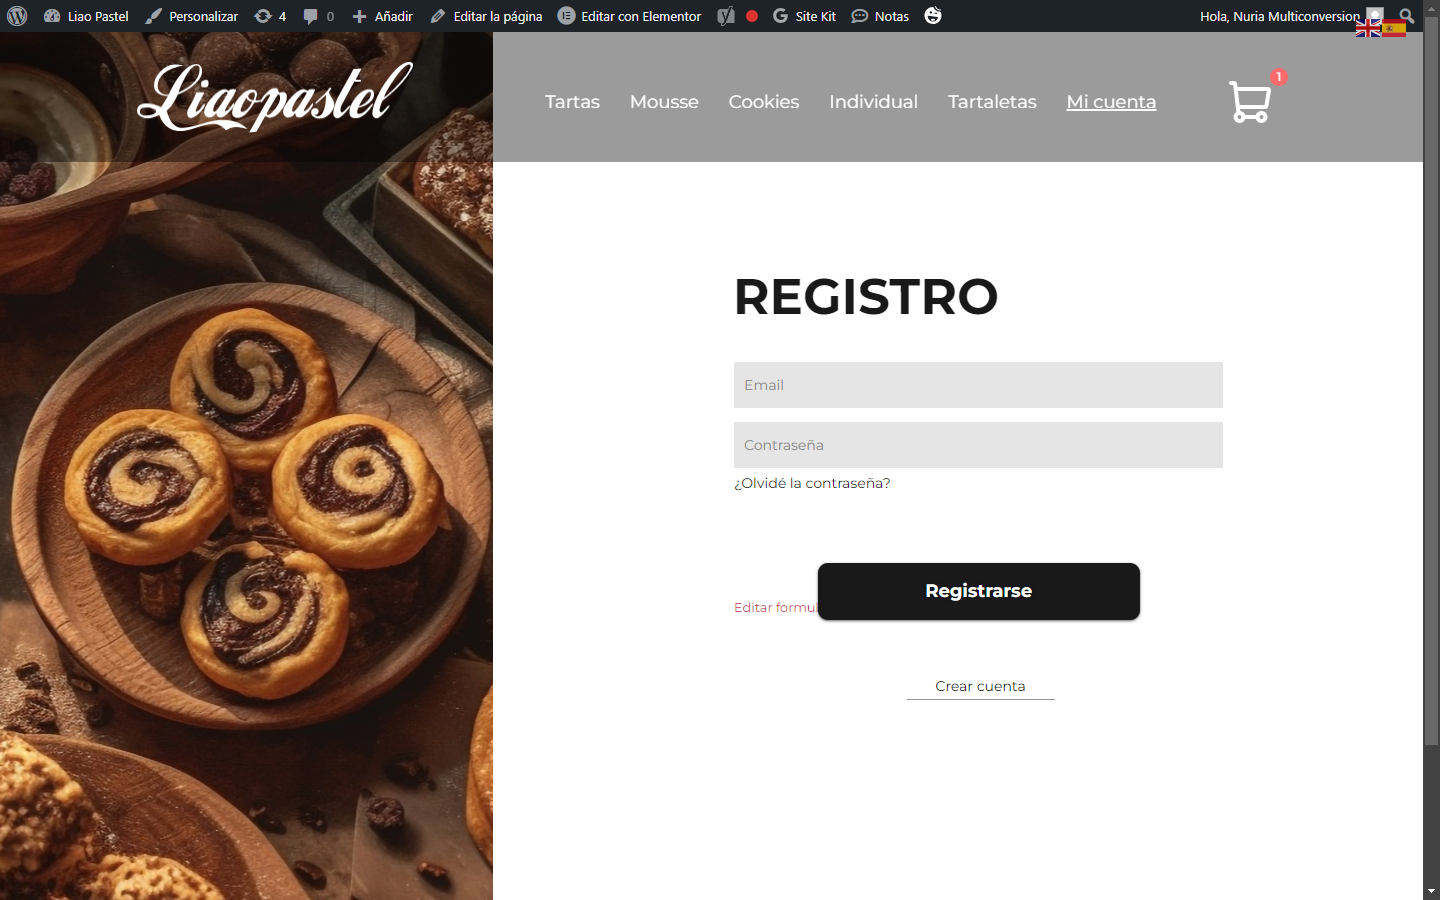 Liao Pastel Personalizar 4 0 Añadir Editar la página Editar con Elementor Site Kit Notas Hola, Nuria Multiconversion
Liaopastel
Tartas Mousse Cookies Individual Tartaletas Mi cuenta 1
REGISTRO
Email
Contraseña
¿Olvidé la contraseña?
Registrarse
Editar formul
Crear cuenta